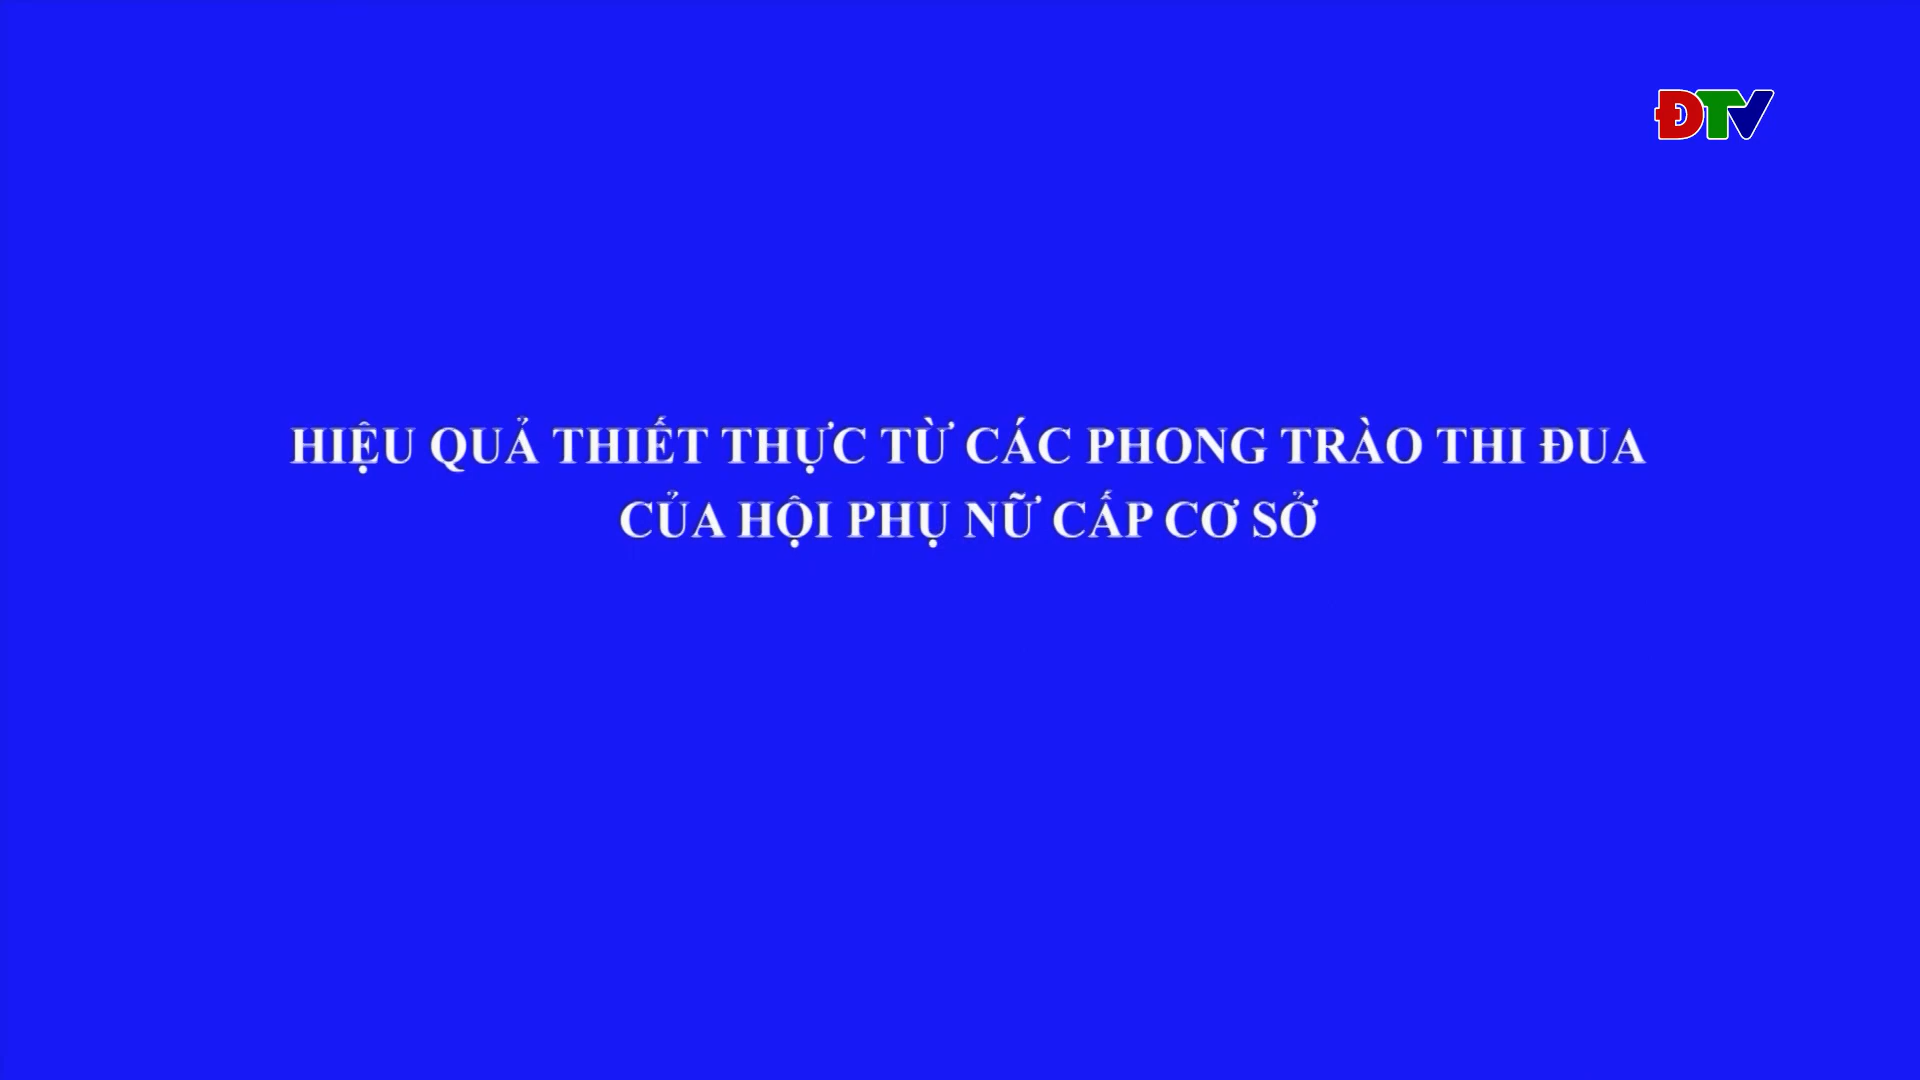 ĐTV
HIỆU QUẢ THIẾT THỰC TỪ CÁC PHONG TRÀO THI ĐUA
CỦA HỘI PHỤ NỮ CẤP CƠ SỞ